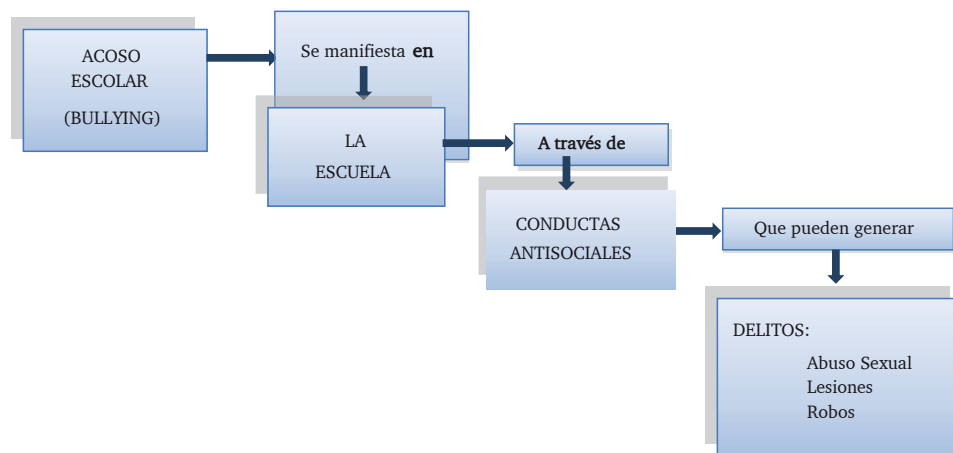 ACOSO
ESCOLAR
(BULLYING)
Se manifiesta en
LA
ESCUELA
A través de
CONDUCTAS
ANTISOCIALES
Que pueden generar
DELITOS:
Abuso Sexual
Lesiones
Robos